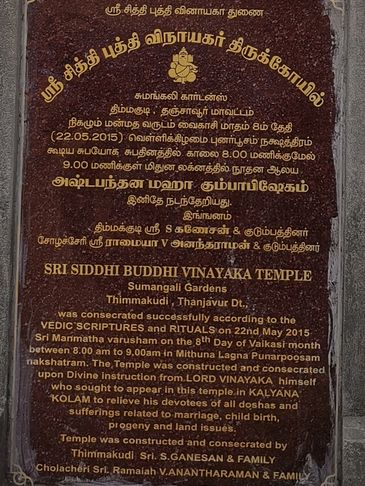 ஸ்ரீ சித்தி புத்தி விநாயகா துணை
ஸ்ரீ சித்தி புத்தி விநாயகர் திருக்கோயில்
சுமங்கலி கார்டன்ஸ்
திம்மகுடி , தஞ்சாவூர் மாவட்டம்
நிகழும் மன்மத வருடம் வைகாசி மாதம் 8ம் தேதி
(22.05.2015) வெள்ளிக்கிழமை புனர்பூசம் நக்ஷத்திரம்
கூடிய சுபயோக சுபதினத்தில் காலை 8.00 மணிக்குமேல்
9.00 மணிக்குள் மிதுன லக்னத்தில் நூதன ஆலய
அஷ்டபந்தன மஹா கும்பாபிஷேகம்
இனிதே நடந்தேறியது.
இங்ஙனம்
திம்மக்குடி ஸ்ரீ S கணேசன் & குடும்பத்தினர்
சோழச்சேரி ஸ்ரீ ராமையா V அனந்தராமன் & குடும்பத்தினர்
SRI SIDDHI BUDDHI VINAYAKA TEMPLE
Sumangali Gardens
Thimmakudi , Thanjavur Dt.,
was consecrated successfully according to the
VEDIC SCRIPTURES and RITUALS on 22nd May 2015
Sri Manmatha varusham on the 8th Day of Vaikasi month
between 8.00 am to 9.00am in Mithuna Lagna Punarpoosam
nakshatram. The Temple was constructed and consecrated
upon Divine instruction from LORD VINAYAKA himself
who sought to appear in this temple in KALYANA
KOLAM to relieve his devotees of all doshas and
sufferings related to marriage, child birth,
progeny and land issues.
Temple was constructed and consecrated by
Thimmakudi Sri. S.GANESAN & FAMILY
Cholacheri Sri. Ramaiah V.ANANTHARAMAN & FAMILY